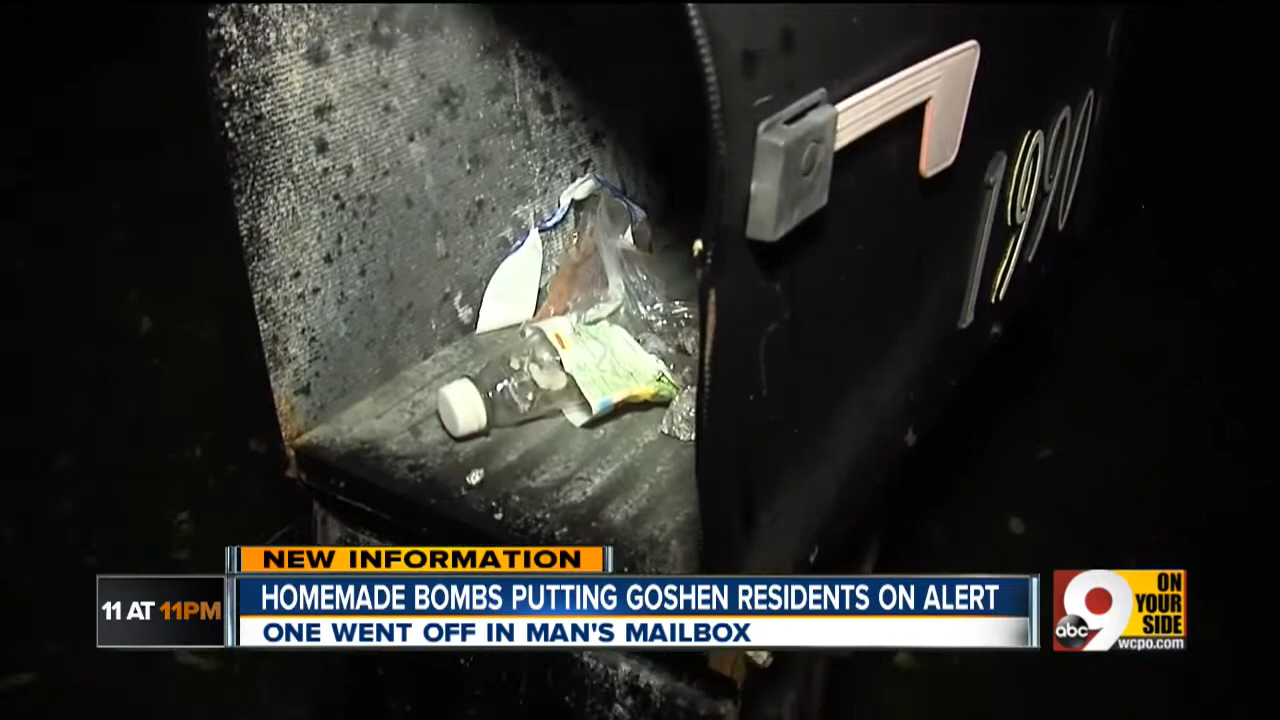 1990
NEW INFORMATION
11 AT 11PM
HOMEMADE BOMBS PUTTING GOSHEN RESIDENTS ON ALERT
ONE WENT OFF IN MAN'S MAILBOX
abc 9
ON
YOUR
SIDE
wcpo.com